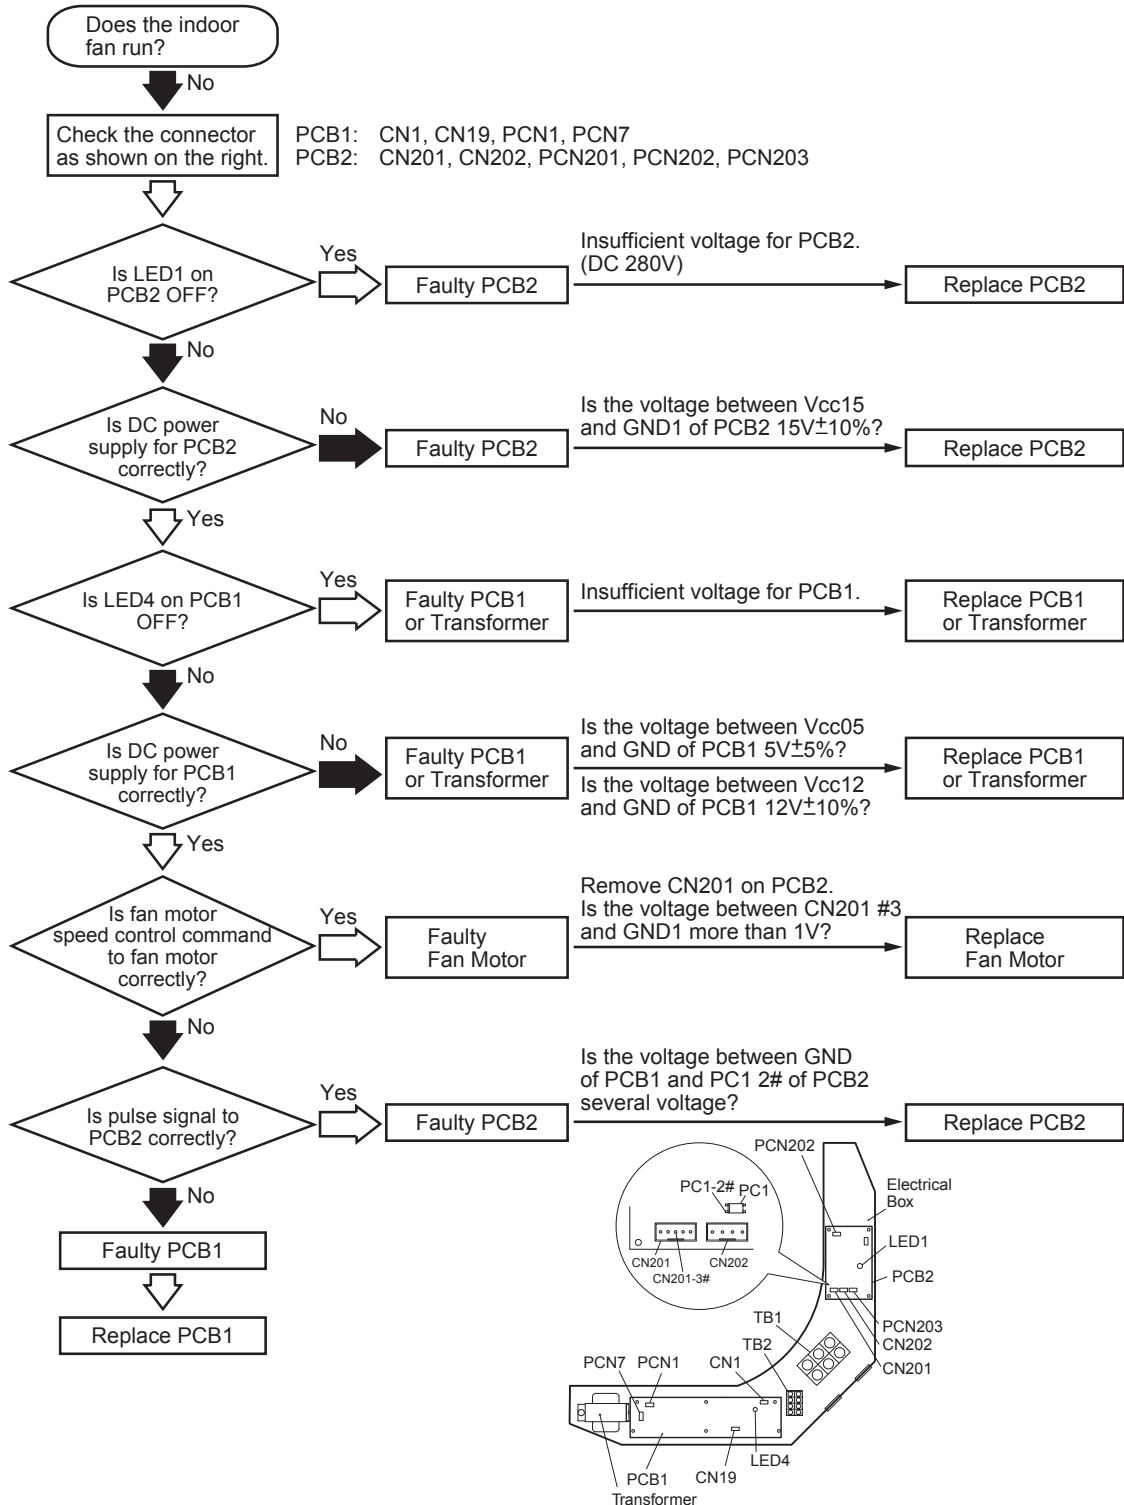 Does the indoor
fan run?
No
Check the connector
as shown on the right.
PCB1: CN1, CN19, PCN1, PCN7
PCB2: CN201, CN202, PCN201, PCN202, PCN203
Is LED1 on
PCB2 OFF?
Yes
Faulty PCB2
Insufficient voltage for PCB2.
(DC 280V)
Replace PCB2
No
Is DC power
supply for PCB2
correctly?
No
Faulty PCB2
Is the voltage between Vcc15
and GND1 of PCB2 15V±10%?
Replace PCB2
Yes
Is LED4 on PCB1
OFF?
Yes
Faulty PCB1
or Transformer
Insufficient voltage for PCB1.
Replace PCB1
or Transformer
No
Is DC power
supply for PCB1
correctly?
No
Faulty PCB1
or Transformer
Is the voltage between Vcc05
and GND of PCB1 5V±5%?
Is the voltage between Vcc12
and GND of PCB1 12V±10%?
Replace PCB1
or Transformer
Yes
Is fan motor
speed control command
to fan motor
correctly?
Yes
Faulty
Fan Motor
Remove CN201 on PCB2.
Is the voltage between CN201 #3
and GND1 more than 1V?
Replace
Fan Motor
No
Is pulse signal to
PCB2 correctly?
Yes
Faulty PCB2
Is the voltage between GND
of PCB1 and PC1 2# of PCB2
several voltage?
Replace PCB2
No
Faulty PCB1
Replace PCB1
PCN202
Electrical
Box
PC1-2#
PC1
LED1
CN201
CN202
CN201-3#
PCB2
TB1
PCN203
TB2
CN202
CN201
PCN7
PCN1
CN1
LED4
CN19
PCB1
Transformer